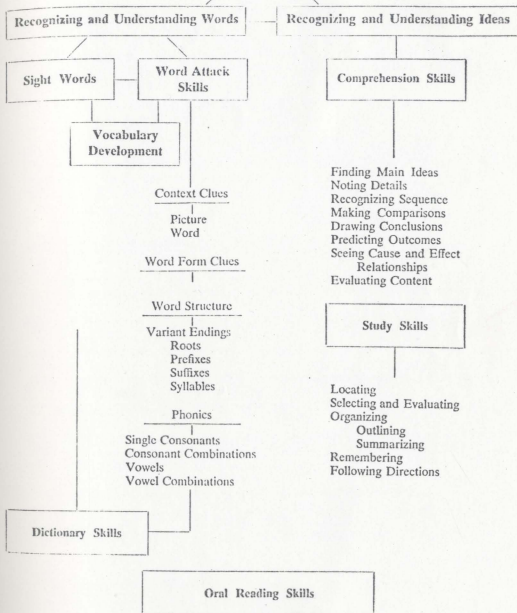 Recognizing and Understanding Words
Recognizing and Understanding Ideas
Sight Words
Word Attack
Skills
Vocabulary
Development
Context Clues
Picture
Word
Word Form Clues
Word Structure
Variant Endings
Roots
Prefixes
Suffixes
Syllables
Phonics
Single Consonants
Consonant Combinations
Vowels
Vowel Combinations
Dictionary Skills
Comprehension Skills
Finding Main Ideas
Noting Details
Recognizing Sequence
Making Comparisons
Drawing Conclusions
Predicting Outcomes
Seeing Cause and Effect
Relationships
Evaluating Content
Study Skills
Locating
Selecting and Evaluating
Organizing
Outlining
Summarizing
Remembering
Following Directions
Oral Reading Skills